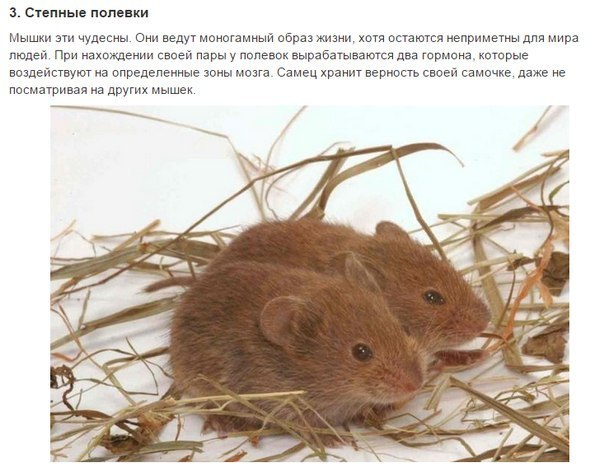 3. Степные полевки
Мышки эти чудесны. Они ведут моногамный образ жизни, хотя остаются неприметны для мира
людей. При нахождении своей пары у полевок вырабатываются два гормона, которые
воздействуют на определенные зоны мозга. Самец хранит верность своей самочке, даже не
посматривая на других мышек.